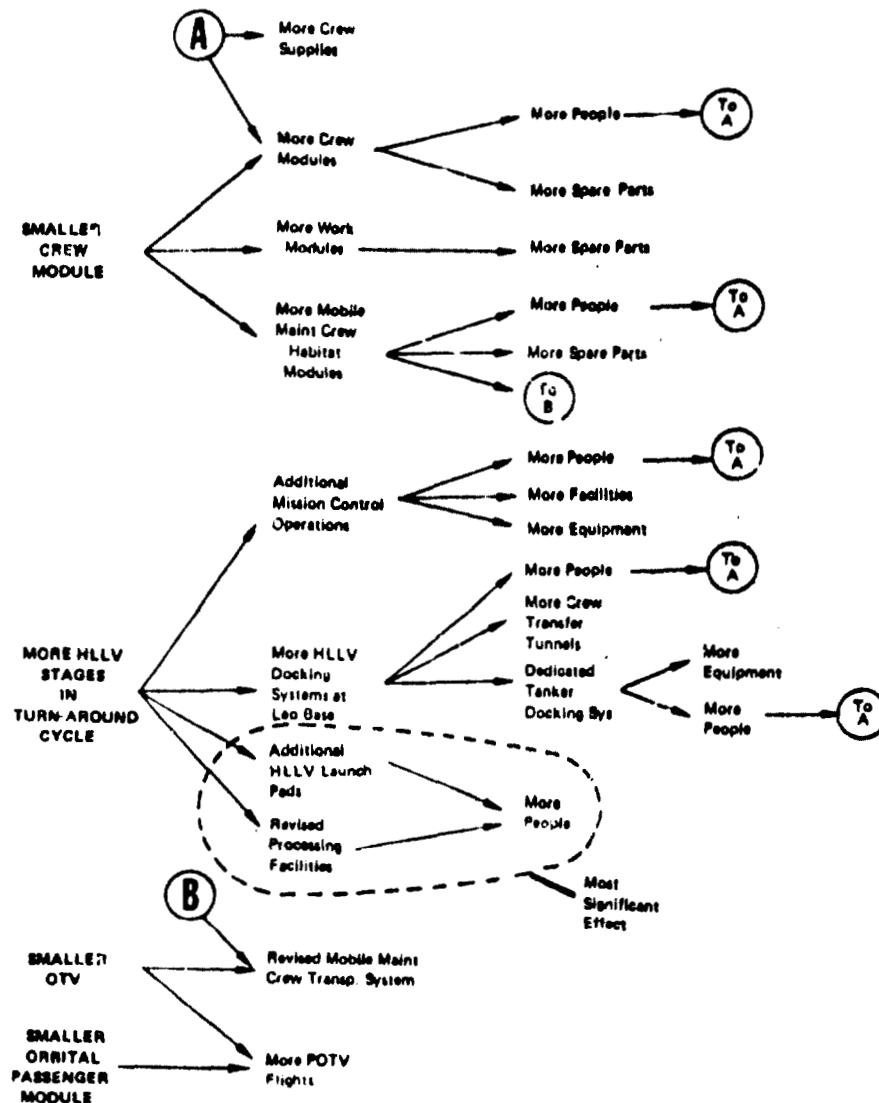 A
More Crew
Supplies
More Crew
Modules
More People
To
A
More Spare Parts
SMALLER
CREW
MODULE
More Work
Modules
More Spare Parts
More Mobile
Maint Crew
Habitat
Modules
More People
To
A
More Spare Parts
To
B
Additional
Mission Control
Operations
More People
To
A
More Facilities
More Equipment
MORE HLLV
STAGES
IN
TURN-AROUND
CYCLE
More HLLV
Docking
Systems at
Leo Base
More People
To
A
More Crew
Transfer
Tunnels
Dedicated
Tanker
Docking Sys
More
Equipment
More
People
To
A
Additional
HLLV Launch
Pads
Revised
Processing
Facilities
More
People
Most
Significant
Effect
B
SMALLER
OTV
Revised Mobile Maint
Crew Transp. System
SMALLER
ORBITAL
PASSENGER
MODULE
More POTV
Flights